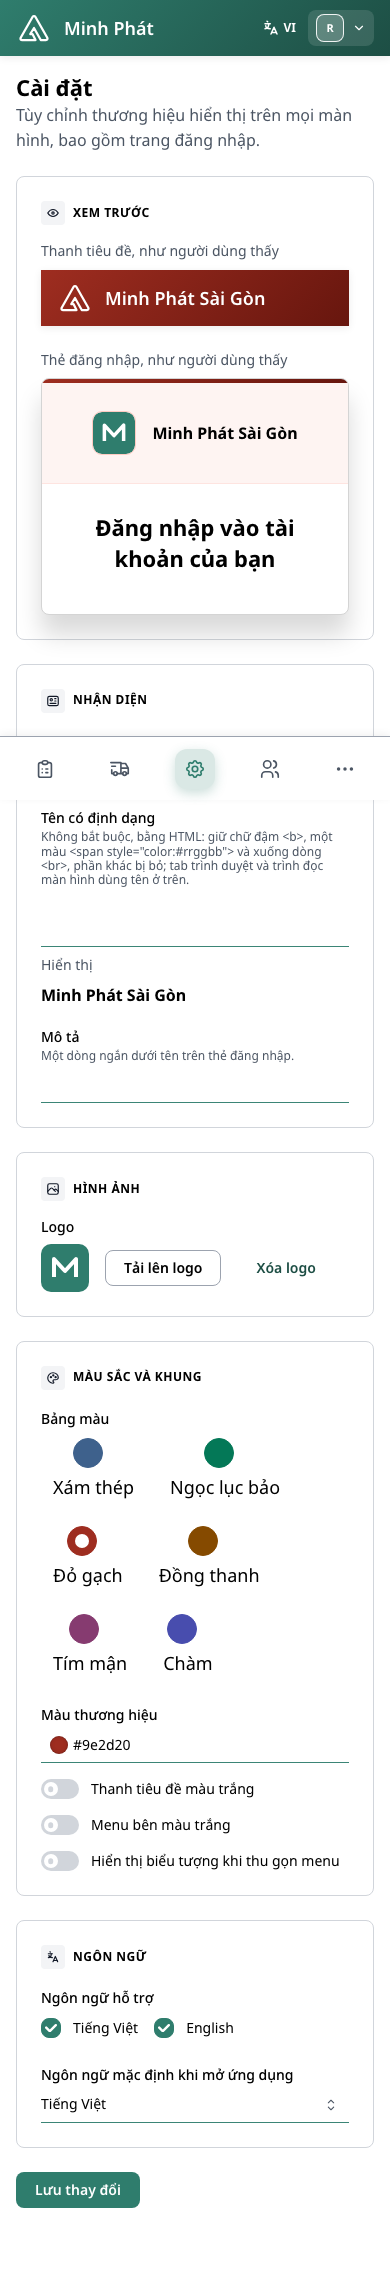 Minh Phát
VI
R
Cài đặt
Tùy chỉnh thương hiệu hiển thị trên mọi màn
hình, bao gồm trang đăng nhập.
XEM TRƯỚC
Thanh tiêu đề, như người dùng thấy
Minh Phát Sài Gòn
Thẻ đăng nhập, như người dùng thấy
Minh Phát Sài Gòn
Đăng nhập vào tài
khoản của bạn
NHẬN DIỆN
Tên có định dạng
Không bắt buộc, bằng HTML: giữ chữ đậm <b>, một
màu <span style="color:#rrggbb"> và xuống dòng
<br>, phần khác bị bỏ; tab trình duyệt và trình đọc
màn hình dùng tên ở trên.
Hiển thị
Minh Phát Sài Gòn
Mô tả
Một dòng ngắn dưới tên trên thẻ đăng nhập.
HÌNH ẢNH
Logo
Tải lên logo
Xóa logo
MÀU SẮC VÀ KHUNG
Bảng màu
Xám thép
Ngọc lục bảo
Đỏ gạch
Đồng thanh
Tím mận
Chàm
Màu thương hiệu
#9e2d20
Thanh tiêu đề màu trắng
Menu bên màu trắng
Hiển thị biểu tượng khi thu gọn menu
NGÔN NGỮ
Ngôn ngữ hỗ trợ
Tiếng Việt
English
Ngôn ngữ mặc định khi mở ứng dụng
Tiếng Việt
Lưu thay đổi